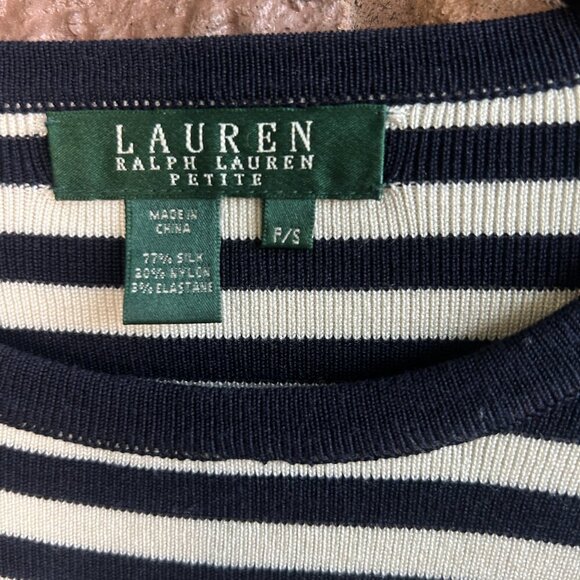 LAUREN
RALPH LAUREN
PETITE
MADE IN
CHINA
77% SILK
20% NYLON
3% ELASTANE
P/S